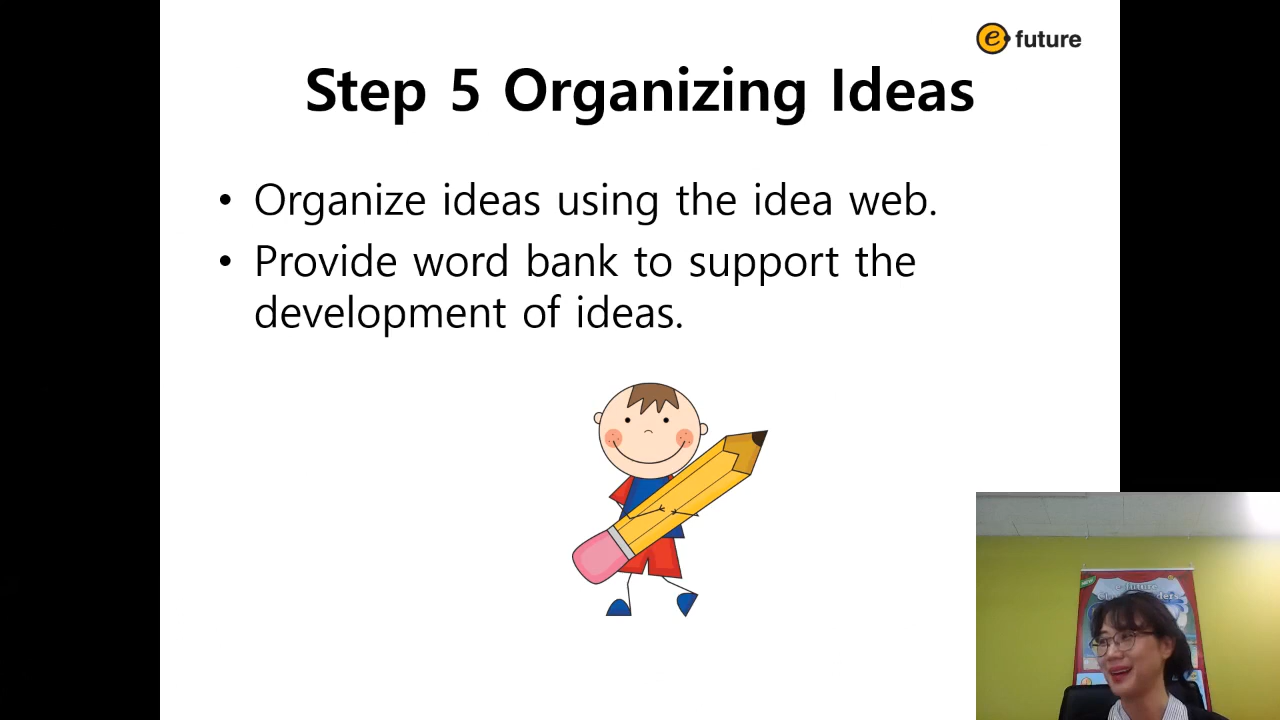 e future
Step 5 Organizing Ideas
• Organize ideas using the idea web.
• Provide word bank to support the
development of ideas.
e-future